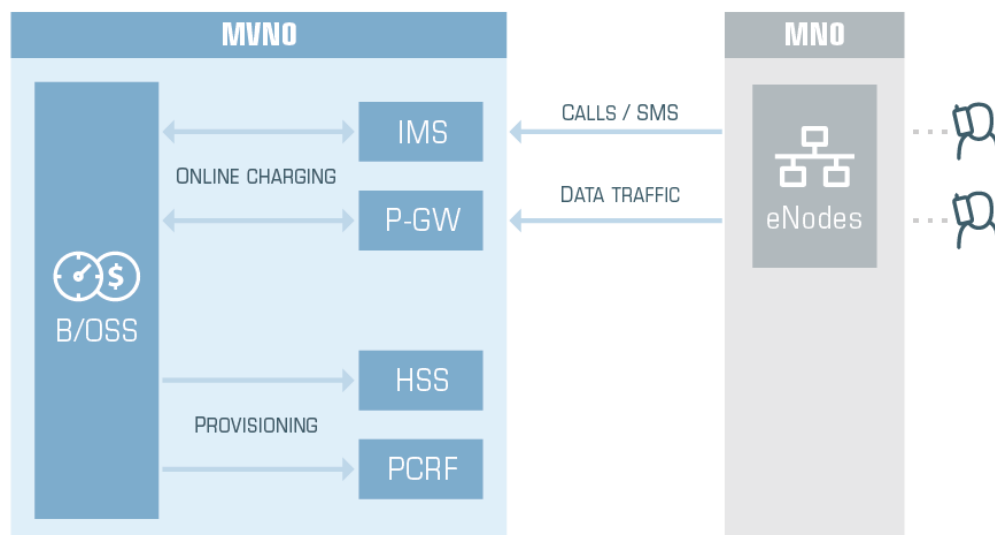 MVNO
MNO
IMS
CALLS / SMS
ONLINE CHARGING
P-GW
DATA TRAFFIC
eNodes
$
B/OSS
HSS
PROVISIONING
PCRF